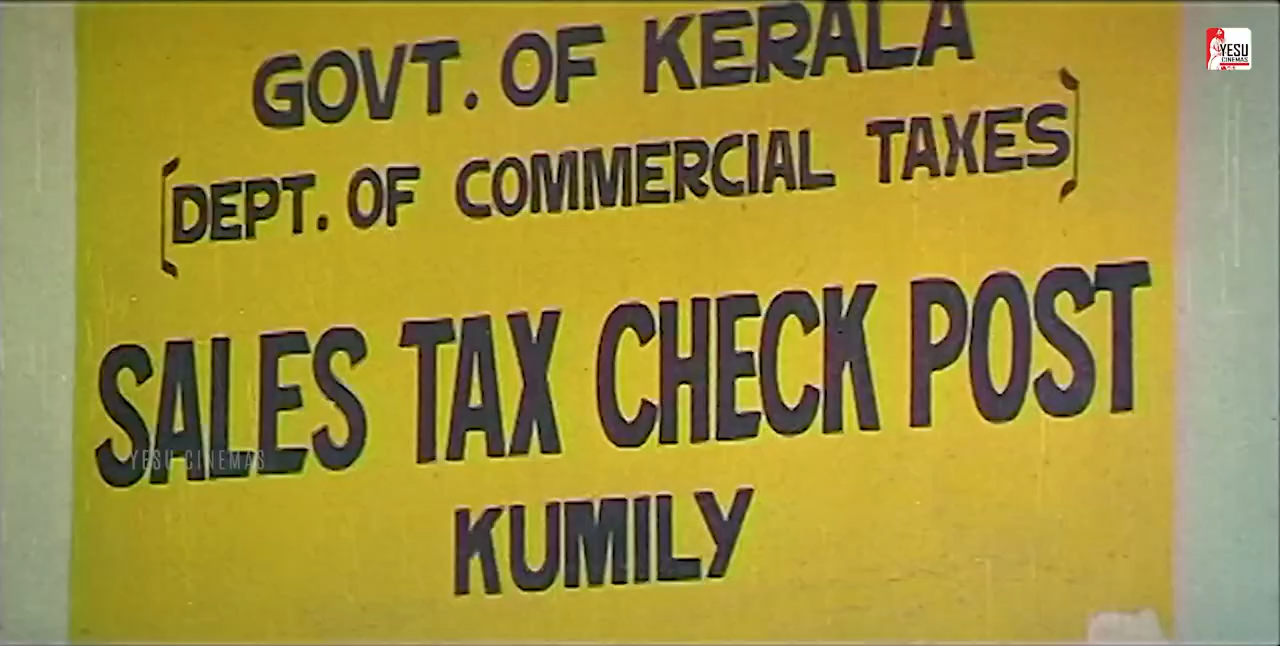 GOVT. OF KERALA
[DEPT. OF COMMERCIAL TAXES]
SALES TAX CHECK POST
KUMILY
YESU CINEMAS
YESU
CINEMAS